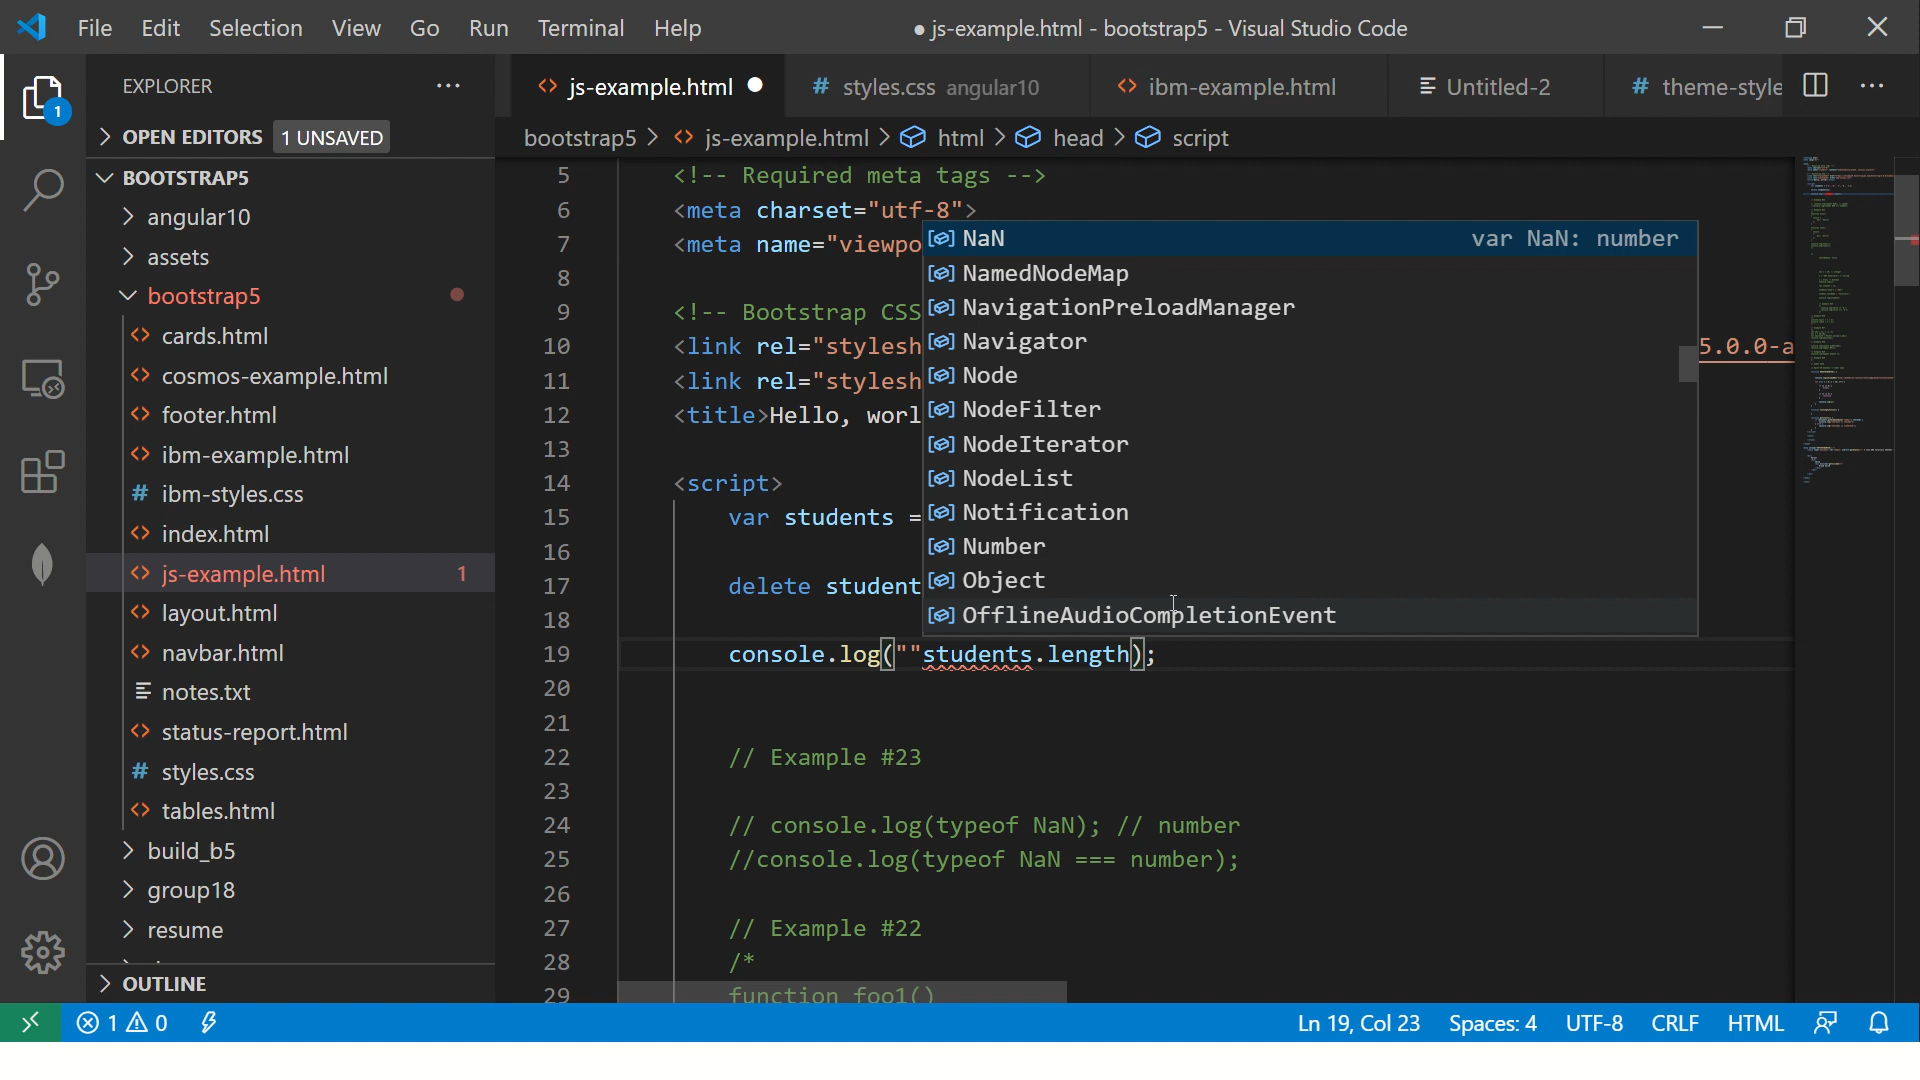 File Edit Selection View Go Run Terminal Help
● js-example.html - bootstrap5 - Visual Studio Code
EXPLORER ...
js-example.html ●
styles.css angular10
ibm-example.html
Untitled-2
theme-style
...
1
OPEN EDITORS 1 UNSAVED
bootstrap5 > js-example.html > html > head > script
BOOTSTRAP5
angular10
assets
bootstrap5
cards.html
cosmos-example.html
footer.html
ibm-example.html
ibm-styles.css
index.html
js-example.html 1
layout.html
navbar.html
notes.txt
status-report.html
styles.css
tables.html
build_b5
group18
resume
OUTLINE
5 <!-- Required meta tags -->
6 <meta charset="utf-8">
7 <meta name="viewpo
8
9 <!-- Bootstrap CSS
10 <link rel="stylesh 5.0.0-a
11 <link rel="stylesh
12 <title>Hello, worl
13
14 <script>
15 var students =
16
17 delete student
18
19 console.log(""students.length);
20
21
22 // Example #23
23
24 // console.log(typeof NaN); // number
25 //console.log(typeof NaN === number);
26
27 // Example #22
28 /*
29 function foo1()
NaN var NaN: number
NamedNodeMap
NavigationPreloadManager
Navigator
Node
NodeFilter
NodeIterator
NodeList
Notification
Number
Object
OfflineAudioCompletionEvent
1 0
Ln 19, Col 23 Spaces: 4 UTF-8 CRLF HTML